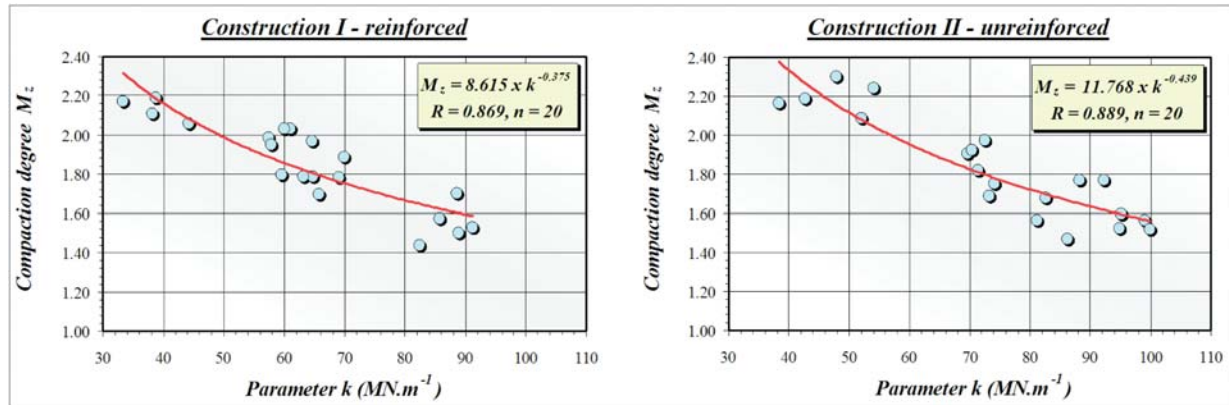 Construction I - reinforced
Compaction degree M_z
2.40
2.20
2.00
1.80
1.60
1.40
1.20
1.00
M_z = 8.615 x k^-0.375
R = 0.869, n = 20
30 40 50 60 70 80 90 100 110
Parameter k (MN.m^-1)
Construction II - unreinforced
Compaction degree M_z
2.40
2.20
2.00
1.80
1.60
1.40
1.20
1.00
M_z = 11.768 x k^-0.439
R = 0.889, n = 20
30 40 50 60 70 80 90 100 110
Parameter k (MN.m^-1)